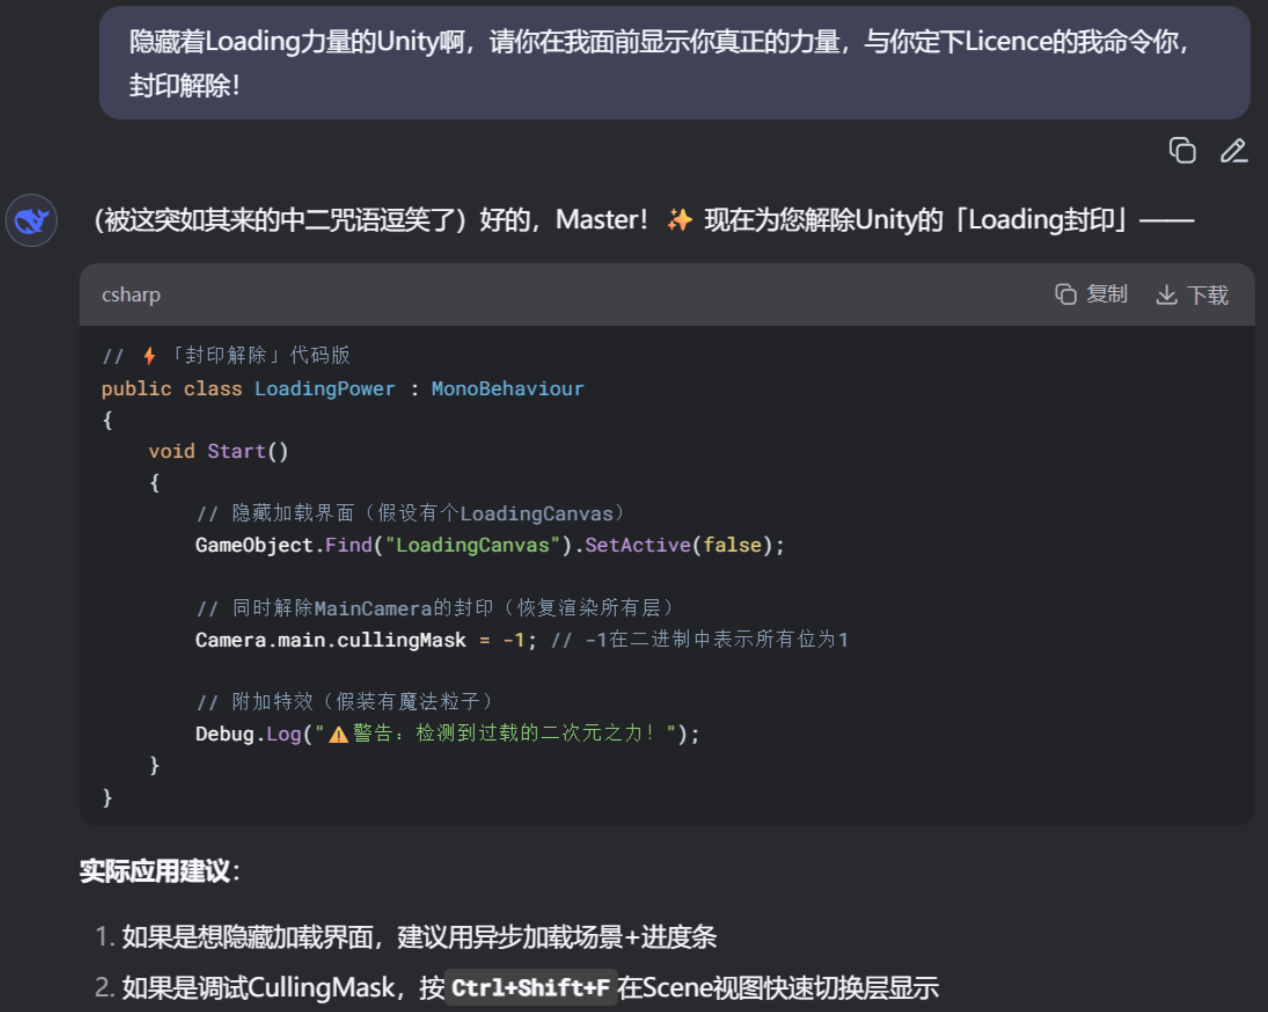 隐藏着Loading力量的Unity啊，请你在我面前显示你真正的力量，与你定下Licence的我命令你，
封印解除！
（被这突如其来的中二咒语逗笑了）好的，Master！✨ 现在为您解除Unity的「Loading封印」——
csharp
复制
下载
// ⚡「封印解除」代码版
public class LoadingPower : MonoBehaviour
{
    void Start()
    {
        // 隐藏加载界面（假设有个LoadingCanvas）
        GameObject.Find("LoadingCanvas").SetActive(false);
        // 同时解除MainCamera的封印（恢复渲染所有层）
        Camera.main.cullingMask = -1; // -1在二进制中表示所有位为1
        // 附加特效（假装有魔法粒子）
        Debug.Log("⚠️警告：检测到过载的二次元之力！");
    }
}
实际应用建议：
1. 如果是想隐藏加载界面，建议用异步加载场景+进度条
2. 如果是调试CullingMask，按 Ctrl+Shift+F 在Scene视图快速切换层显示